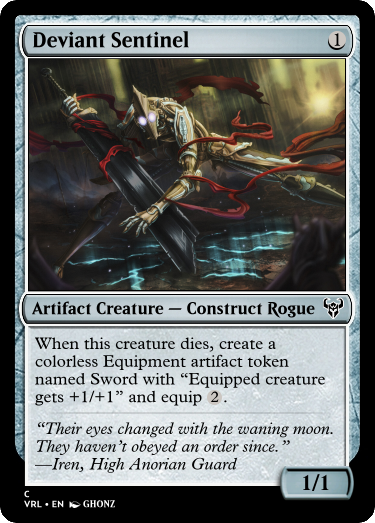 Deviant Sentinel 1
Artifact Creature — Construct Rogue
When this creature dies, create a
colorless Equipment artifact token
named Sword with “Equipped creature
gets +1/+1” and equip 2.
“Their eyes changed with the waning moon.
They haven’t obeyed an order since.”
—Iren, High Anorian Guard
1/1
C
VRL • EN GHONZ